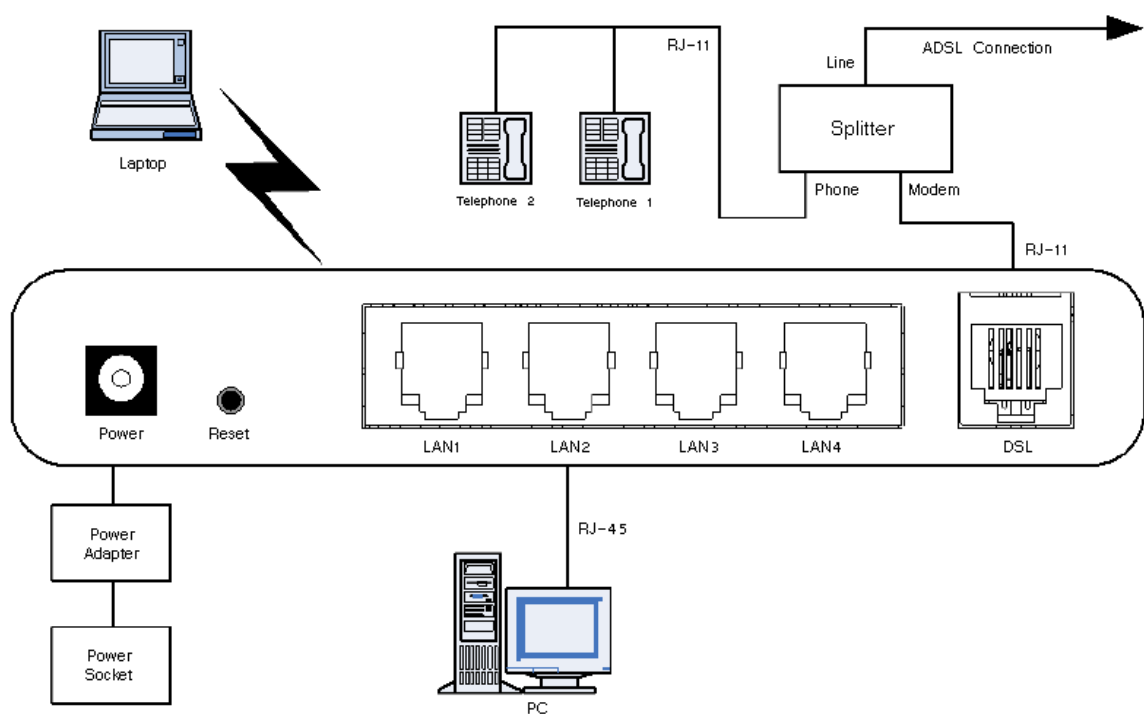 RJ-11
Line
ADSL Connection
Splitter
Laptop
Telephone 2
Telephone 1
Phone
Modem
RJ-11
Power
Reset
LAN1
LAN2
LAN3
LAN4
DSL
Power
Adapter
RJ-45
Power
Socket
PC